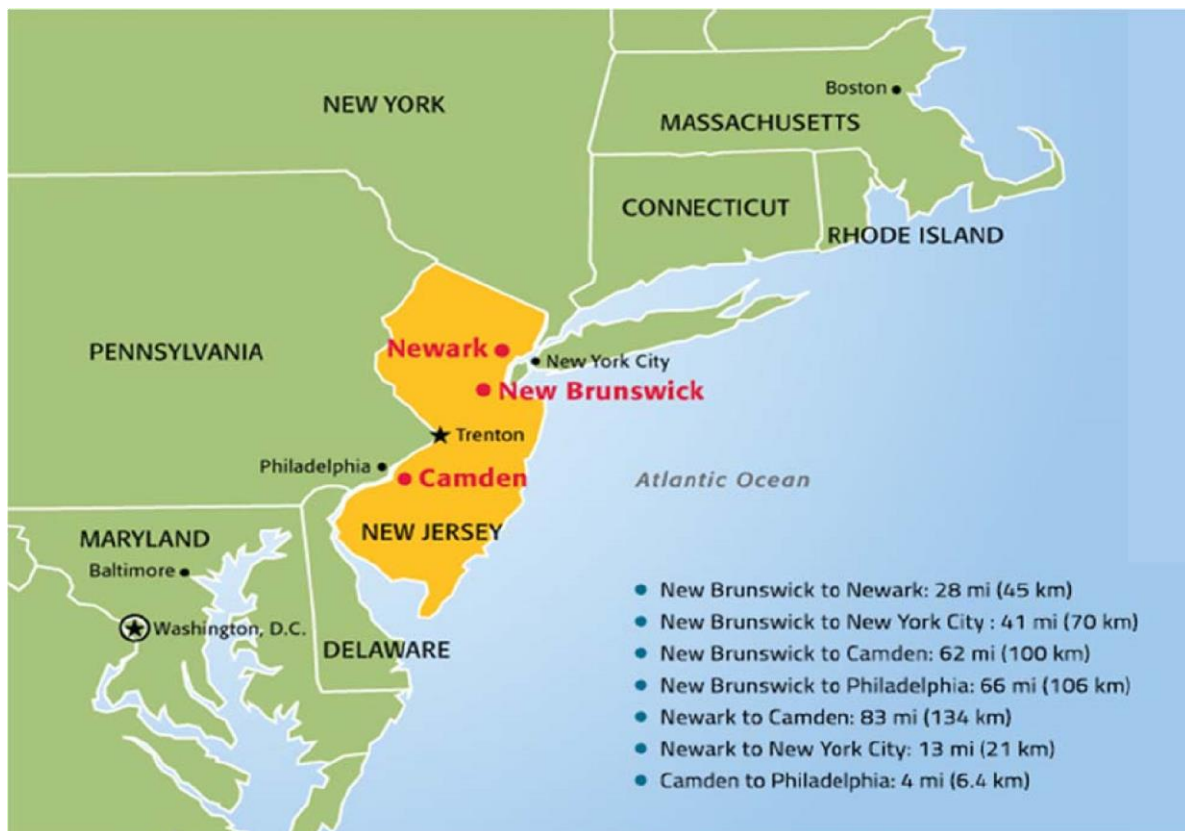 NEW YORK
Boston
MASSACHUSETTS
CONNECTICUT
RHODE ISLAND
PENNSYLVANIA
Newark
New York City
New Brunswick
Trenton
Philadelphia
Camden
Atlantic Ocean
NEW JERSEY
MARYLAND
Baltimore
Washington, D.C.
DELAWARE
New Brunswick to Newark: 28 mi (45 km)
New Brunswick to New York City : 41 mi (70 km)
New Brunswick to Camden: 62 mi (100 km)
New Brunswick to Philadelphia: 66 mi (106 km)
Newark to Camden: 83 mi (134 km)
Newark to New York City: 13 mi (21 km)
Camden to Philadelphia: 4 mi (6.4 km)